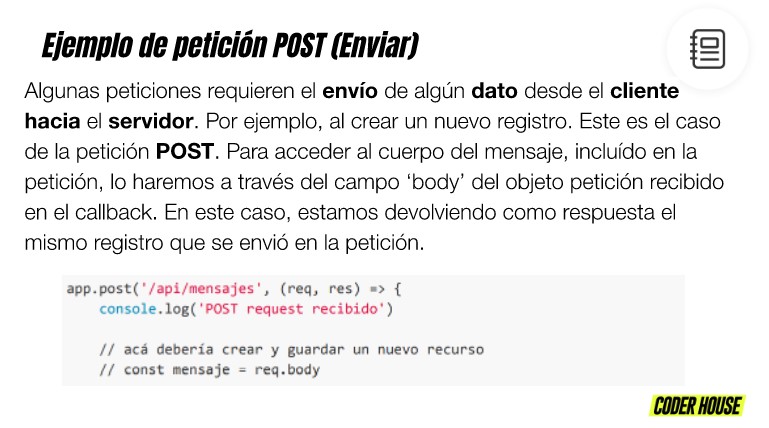 Ejemplo de petición POST (Enviar)
Algunas peticiones requieren el envío de algún dato desde el cliente
hacia el servidor. Por ejemplo, al crear un nuevo registro. Este es el caso
de la petición POST. Para acceder al cuerpo del mensaje, incluído en la
petición, lo haremos a través del campo ‘body’ del objeto petición recibido
en el callback. En este caso, estamos devolviendo como respuesta el
mismo registro que se envió en la petición.
app.post('/api/mensajes', (req, res) => {
    console.log('POST request recibido')
    // acá debería crear y guardar un nuevo recurso
    // const mensaje = req.body
CODER HOUSE